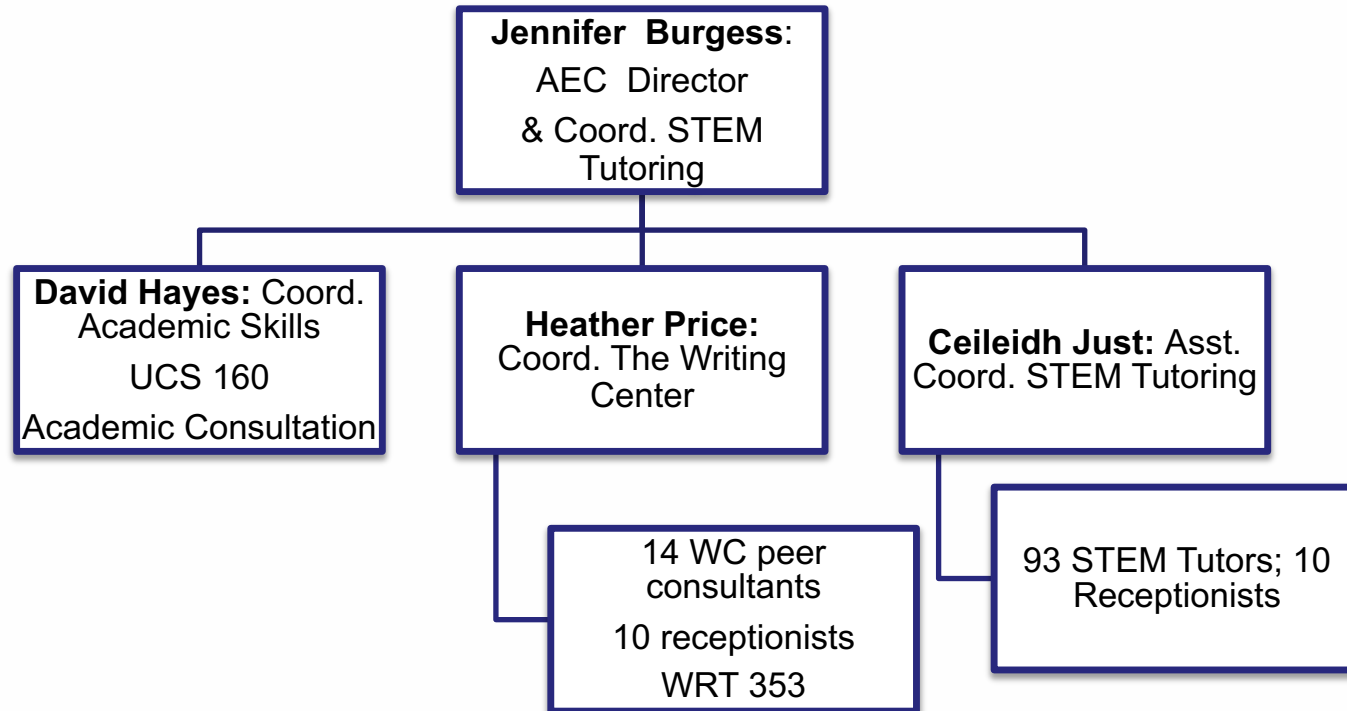 Jennifer  Burgess:
AEC  Director
& Coord. STEM
Tutoring
David Hayes: Coord.
Academic Skills
UCS 160
Academic Consultation
Heather Price:
Coord. The Writing
Center
Ceileidh Just: Asst.
Coord. STEM Tutoring
14 WC peer
consultants
10 receptionists
WRT 353
93 STEM Tutors; 10
Receptionists